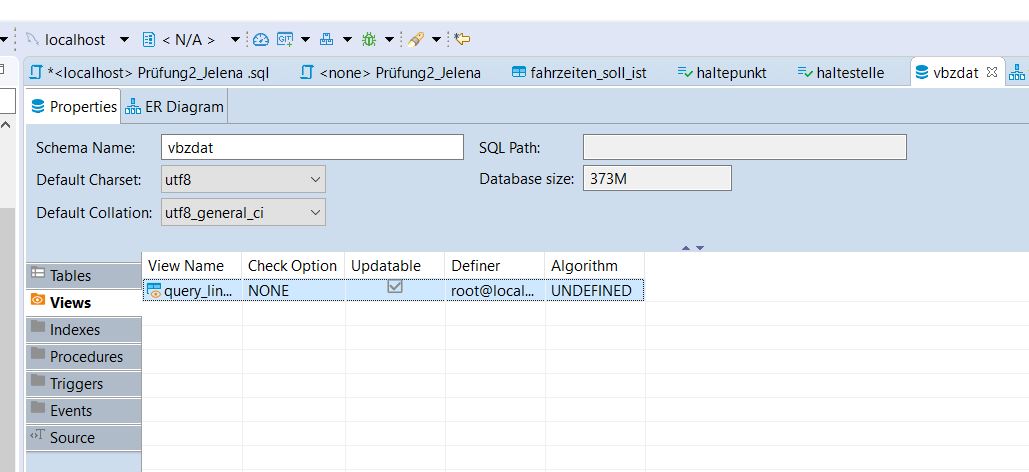 localhost < N/A >
*<localhost> Prüfung2_Jelena .sql <none> Prüfung2_Jelena fahrzeiten_soll_ist haltepunkt haltestelle vbzdat
Properties ER Diagram
Schema Name: vbzdat SQL Path:
Default Charset: utf8 Database size: 373M
Default Collation: utf8_general_ci
View Name Check Option Updatable Definer Algorithm
Tables
query_lin... NONE root@local... UNDEFINED
Views
Indexes
Procedures
Triggers
Events
Source